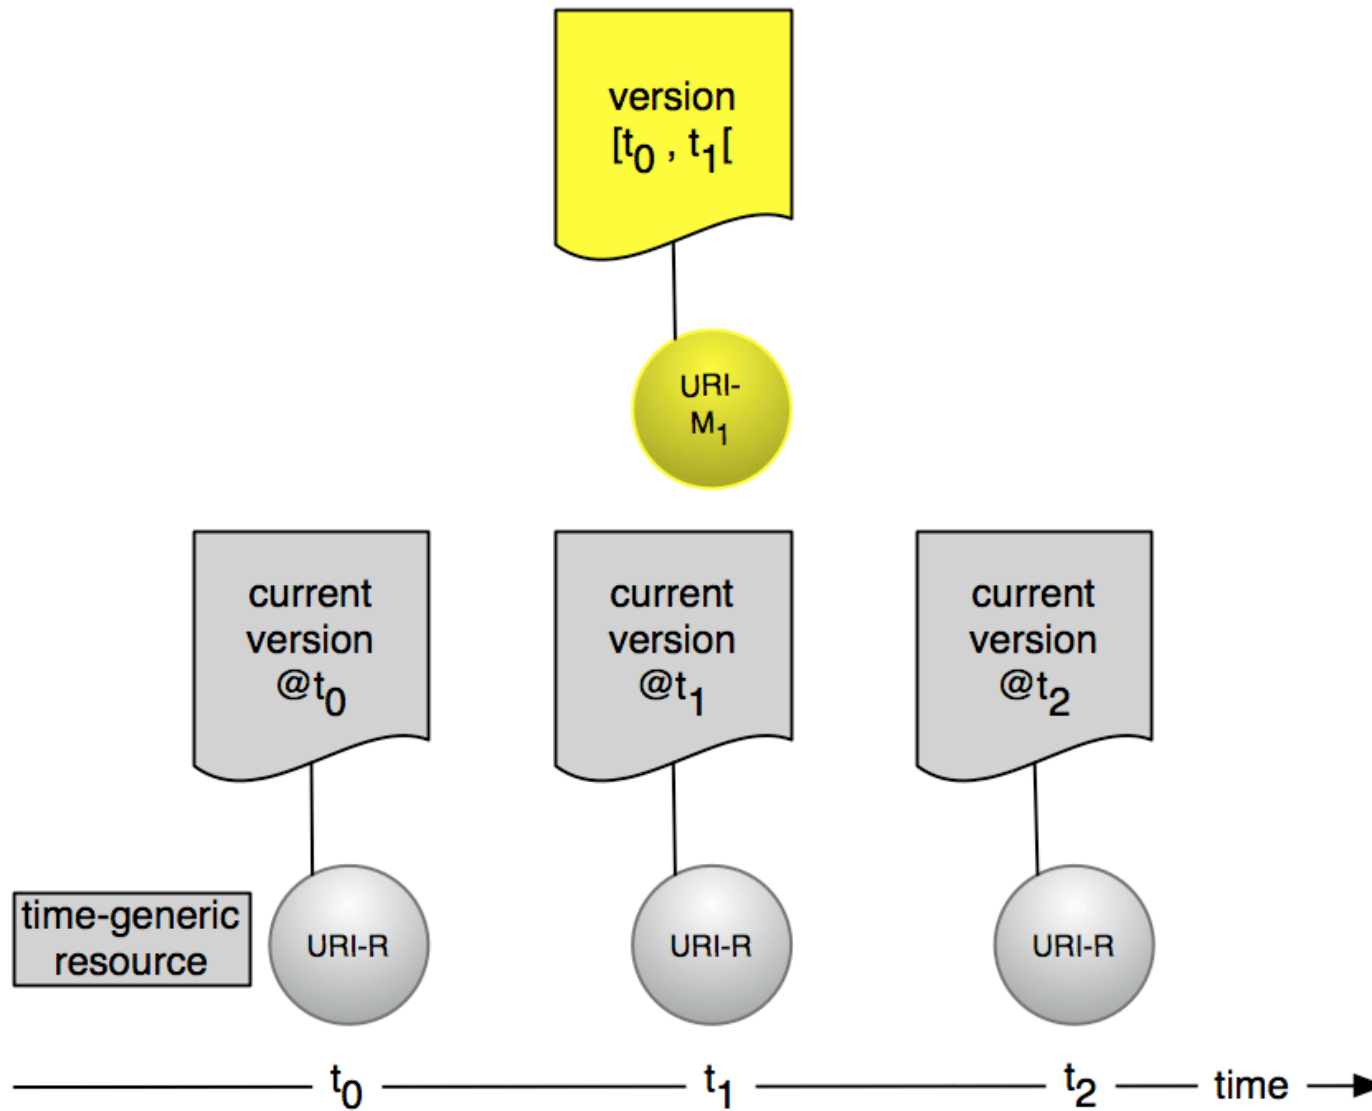 version
[t0 , t1[
URI-
M1
current
version
@t0
current
version
@t1
current
version
@t2
time-generic
resource
URI-R
URI-R
URI-R
t0
t1
t2
time